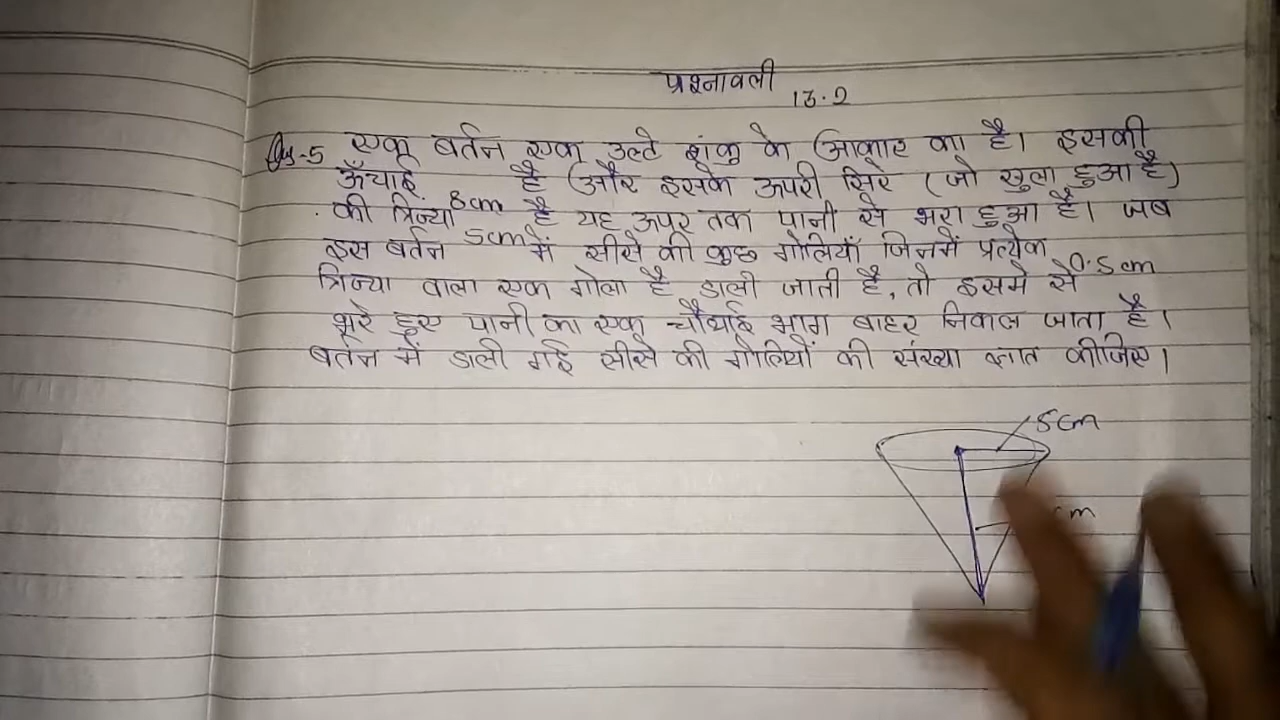 प्रश्नावली
13.2
Qus-5 एक बर्तन एक उल्टे शंकु के आकार का है। इसकी
ऊँचाई 8cm है और इसके ऊपरी सिरे (जो खुला हुआ है)
की त्रिज्या 5cm है यह ऊपर तक पानी से भरा हुआ है। जब
इस बर्तन में सीसे की कुछ गोलियाँ जिनमें प्रत्येक 0.5cm
त्रिज्या वाला एक गोला है डाली जाती है, तो इसमे से
भरे हुए पानी का एक चौथाई भाग बाहर निकल जाता है।
बर्तन में डाली गई सीसे की गोलियों की संख्या ज्ञात कीजिए।
5cm
cm